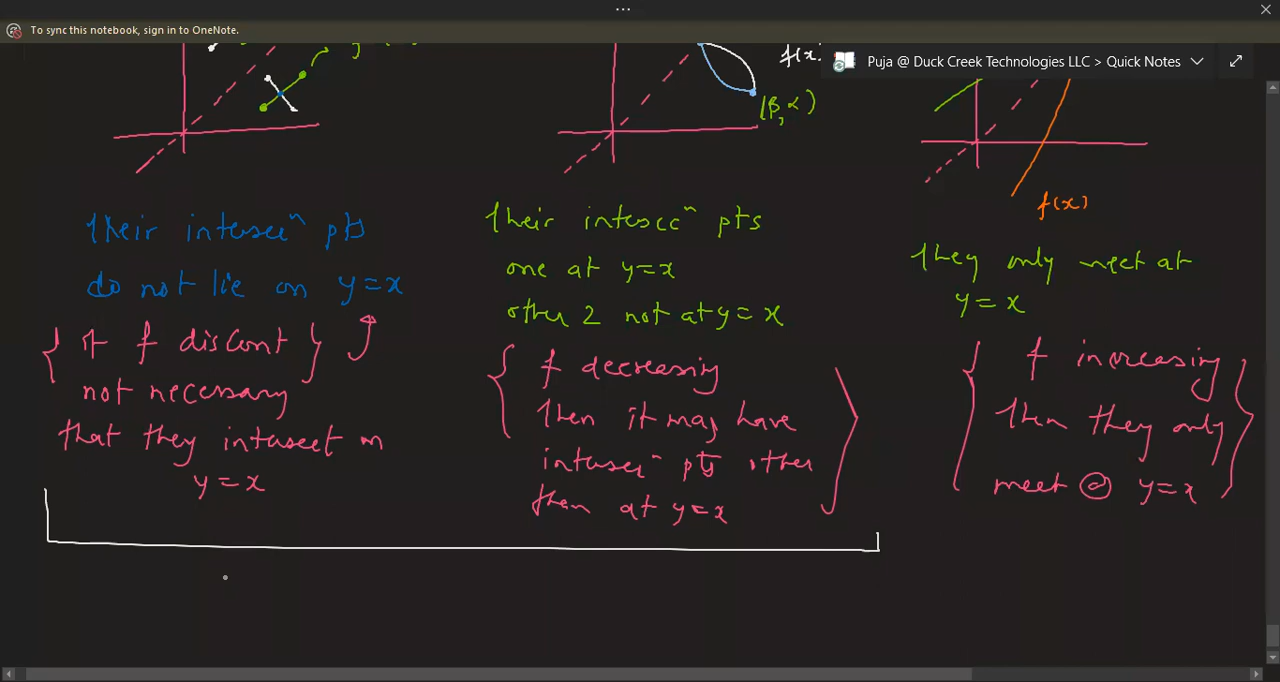 To sync this notebook, sign in to OneNote.
Puja @ Duck Creek Technologies LLC > Quick Notes
f(x)
(β, α)
f(x)
their intersecⁿ pts
do not lie on y=x
{ if f discont }
not necessary
that they intersect on
y = x
their intersecⁿ pts
one at y=x
other 2 not at y = x
f decreasing
then it may have
intersecⁿ pts other
then at y=x
they only meet at
y = x
f increasing
then they only
meet @ y=x